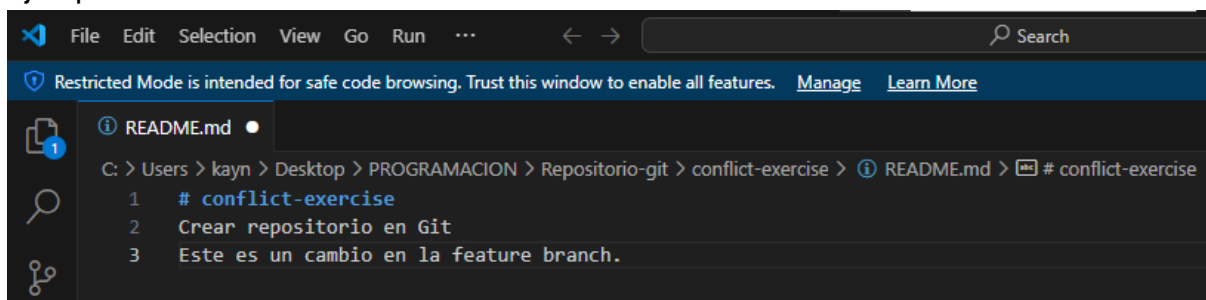 File Edit Selection View Go Run ··· ← → Search
Restricted Mode is intended for safe code browsing. Trust this window to enable all features. Manage Learn More
README.md ●
1
C: > Users > kayn > Desktop > PROGRAMACION > Repositorio-git > conflict-exercise > README.md > abc # conflict-exercise
1 # conflict-exercise
2 Crear repositorio en Git
3 Este es un cambio en la feature branch.